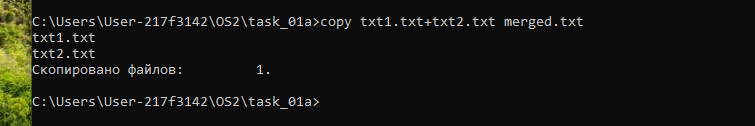 C:\Users\User-217f3142\OS2\task_01a>copy txt1.txt+txt2.txt merged.txt
txt1.txt
txt2.txt
Скопировано файлов:         1.
C:\Users\User-217f3142\OS2\task_01a>